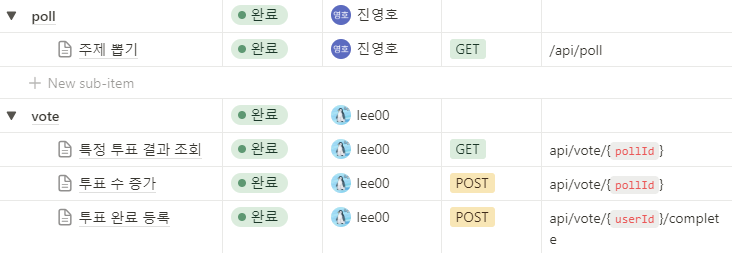 poll 완료 영호 진영호
주제 뽑기 완료 영호 진영호 GET /api/poll
New sub-item
vote 완료 lee00
특정 투표 결과 조회 완료 lee00 GET api/vote/{ pollId }
투표 수 증가 완료 lee00 POST api/vote/{ pollId }
투표 완료 등록 완료 lee00 POST api/vote/{ userId }/complet
e